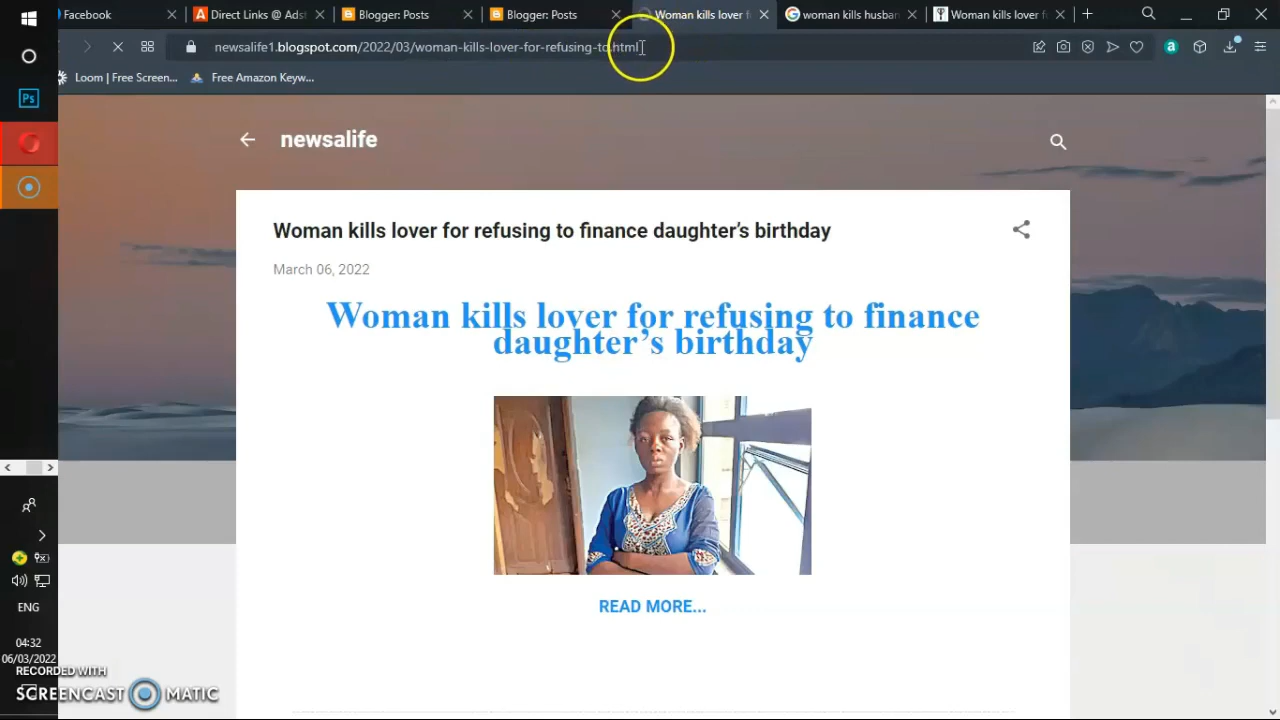 Facebook
Direct Links @ Adst
Blogger: Posts
Blogger: Posts
Woman kills lover f
woman kills husban
Woman kills lover f
newsalife1.blogspot.com/2022/03/woman-kills-lover-for-refusing-to.html
a
Loom | Free Screen...
Free Amazon Keyw...
Ps
newsalife
Woman kills lover for refusing to finance daughter's birthday
March 06, 2022
Woman kills lover for refusing to finance
daughter's birthday
READ MORE...
ENG
04:32
06/03/2022
RECORDED WITH
SCREENCAST MATIC